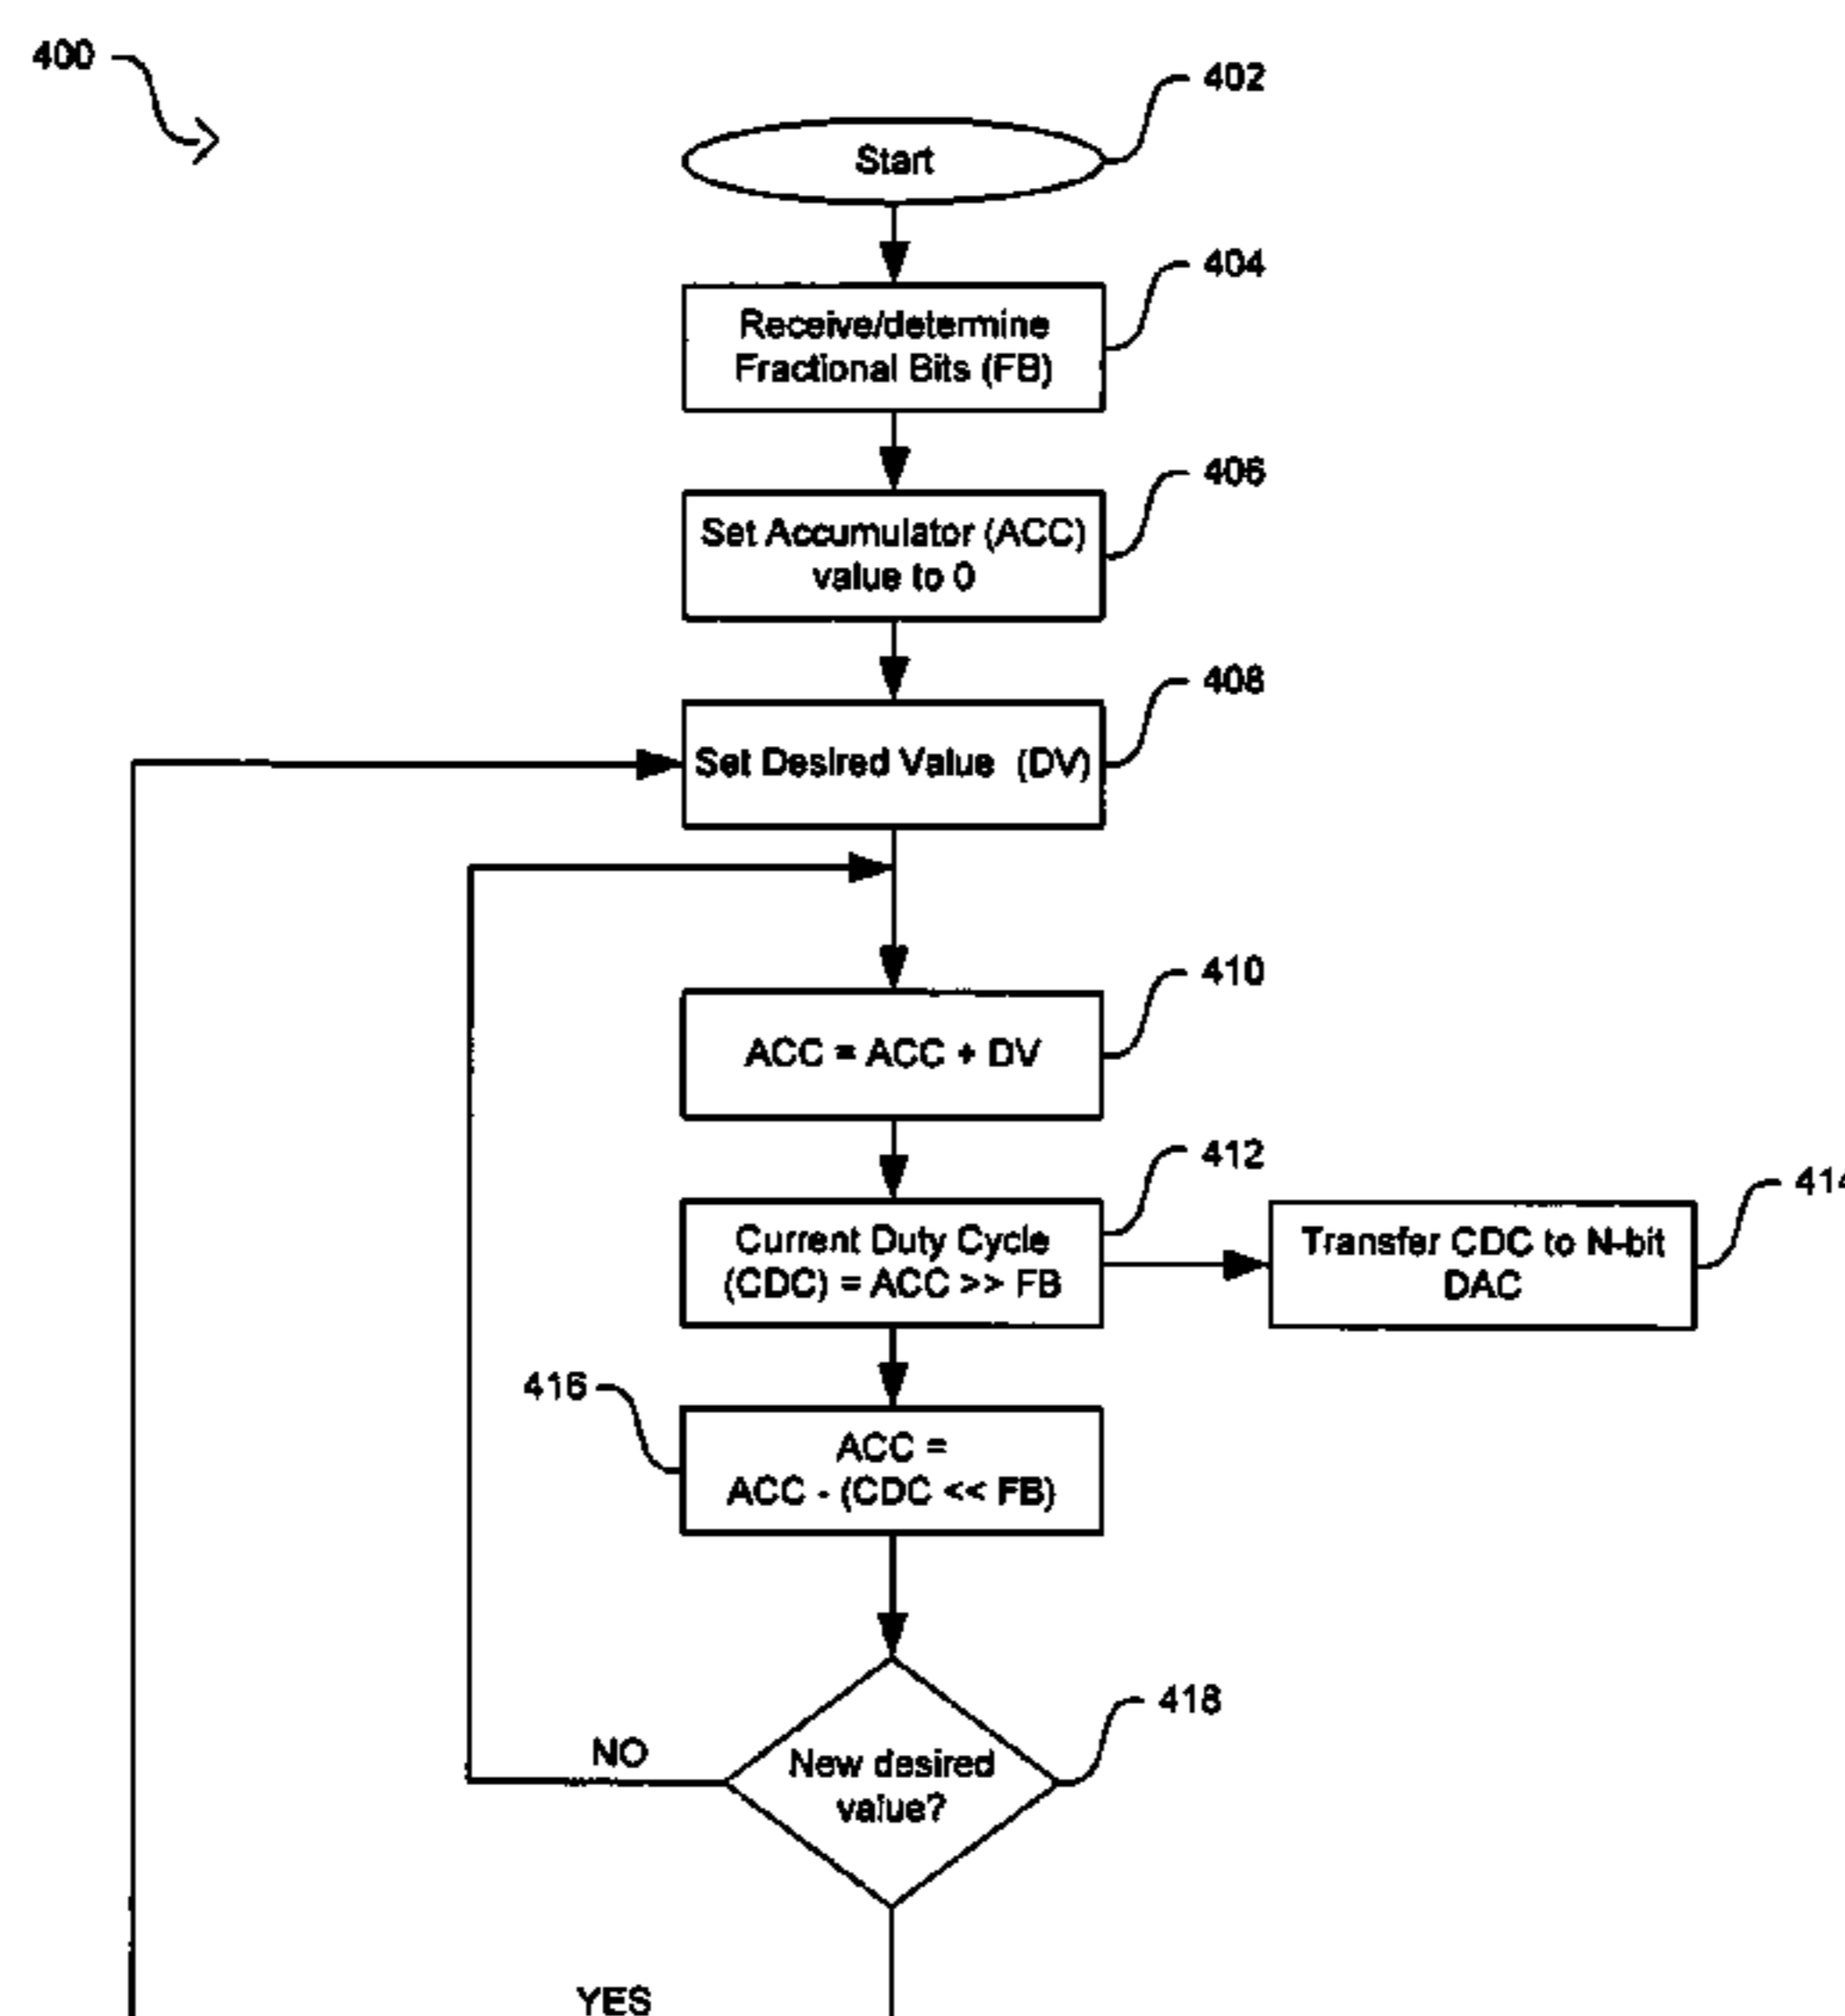 400
402
Start
404
Receive/determine
Fractional Bits (FB)
406
Set Accumulator (ACC)
value to 0
408
Set Desired Value (DV)
410
ACC = ACC + DV
412
Current Duty Cycle
(CDC) = ACC >> FB
414
Transfer CDC to N-bit
DAC
416
ACC =
ACC - (CDC << FB)
418
New desired
value?
NO
YES